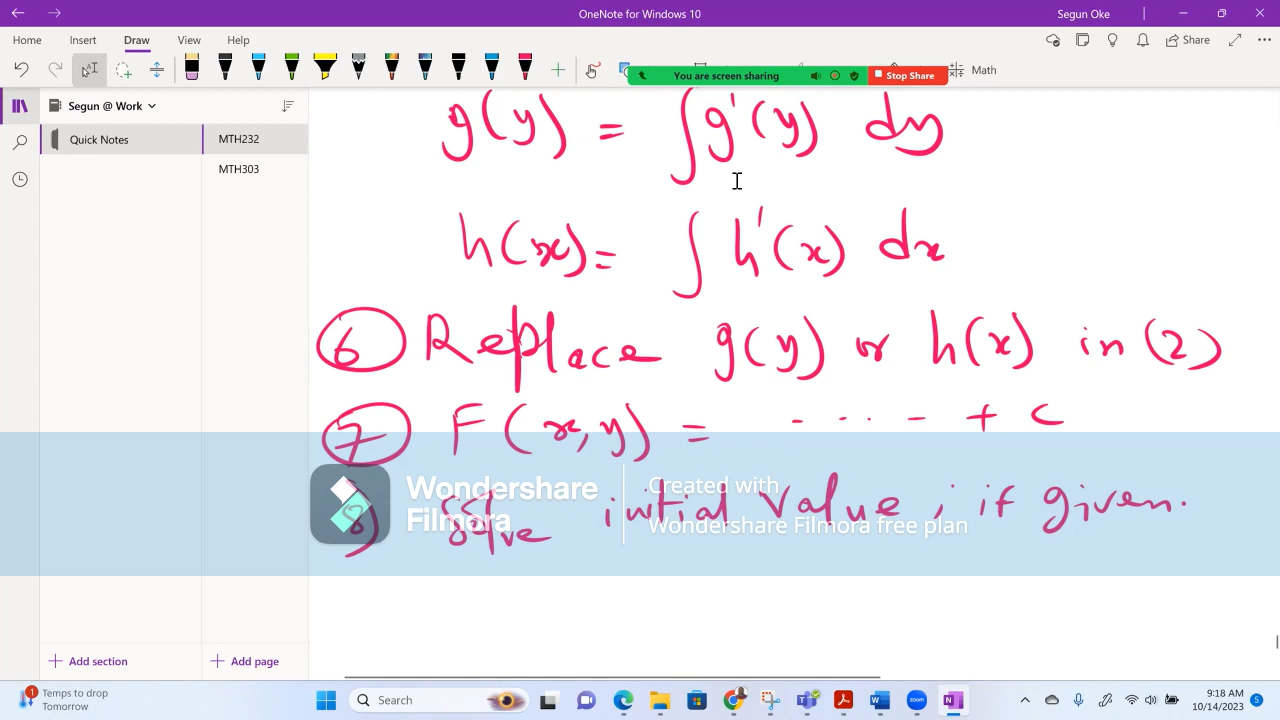 OneNote for Windows 10
Segun Oke
Home Insert Draw View Help
Share
You are screen sharing
Stop Share
Math
Segun @ Work
Quick Notes
MTH232
MTH303
g(y) = ∫g'(y) dy
h(x) = ∫ h'(x) dx
6 Replace g(y) or h(x) in (2)
7 F(x,y) = - - - - + c
8) Solve initial value, if given.
Wondershare Filmora
Created with
Wondershare Filmora free plan
Add section
Add page
1
Temps to drop
Tomorrow
Search
zoom
9:18 AM
10/14/2023
5